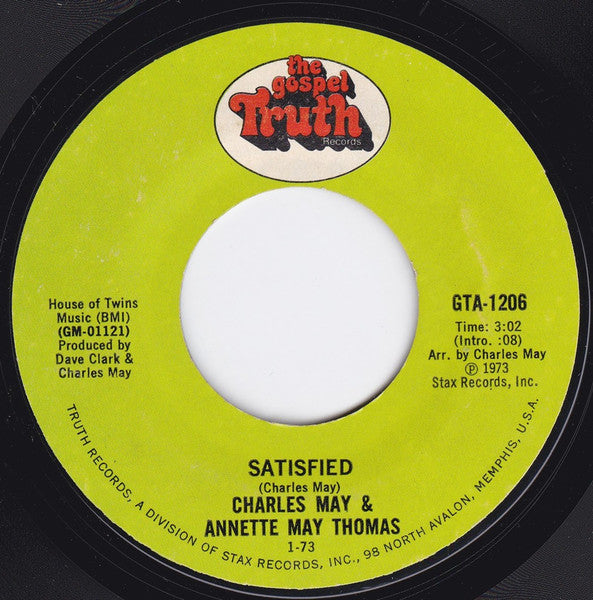 the
gospel
Truth
Records
House of Twins
Music (BMI)
(GM-01121)
Produced by
Dave Clark &
Charles May
GTA-1206
Time: 3:02
(Intro. :08)
Arr. by Charles May
℗ 1973
Stax Records, Inc.
SATISFIED
(Charles May)
CHARLES MAY &
ANNETTE MAY THOMAS
1-73
TRUTH RECORDS, A DIVISION OF STAX RECORDS, INC., 98 NORTH AVALON, MEMPHIS, U.S.A.